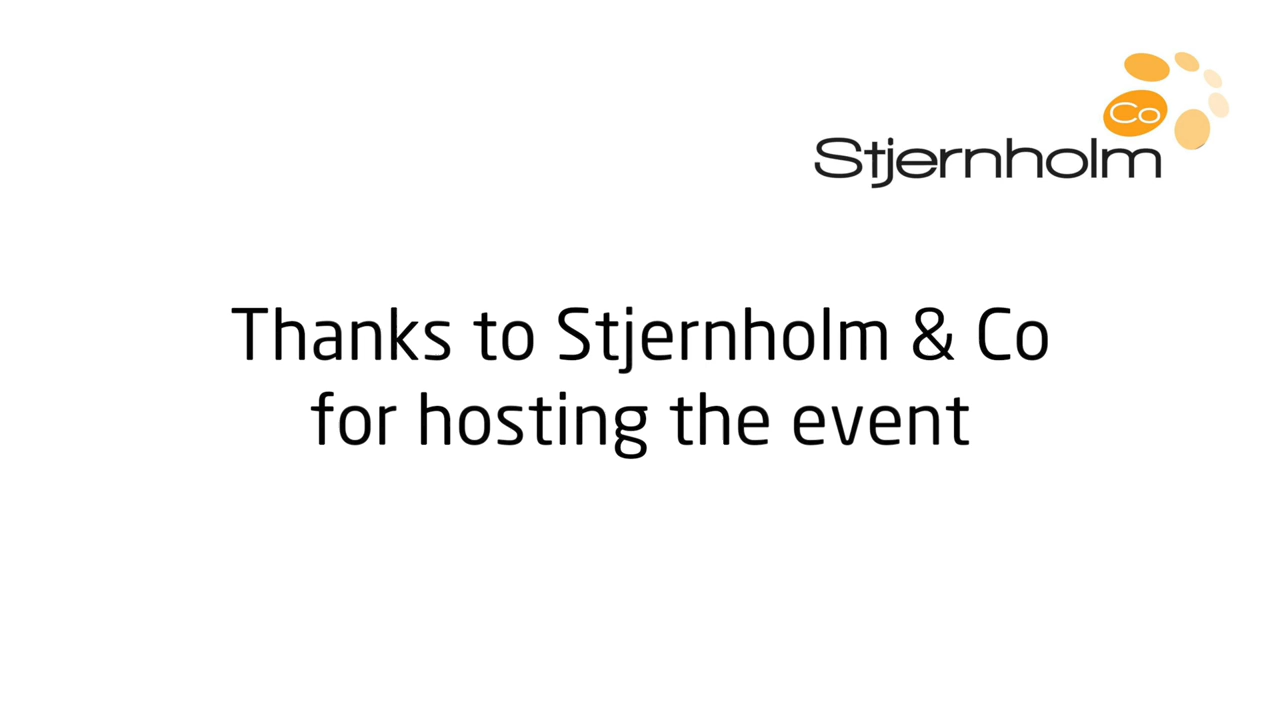 Co
Stjernholm
Thanks to Stjernholm & Co
for hosting the event